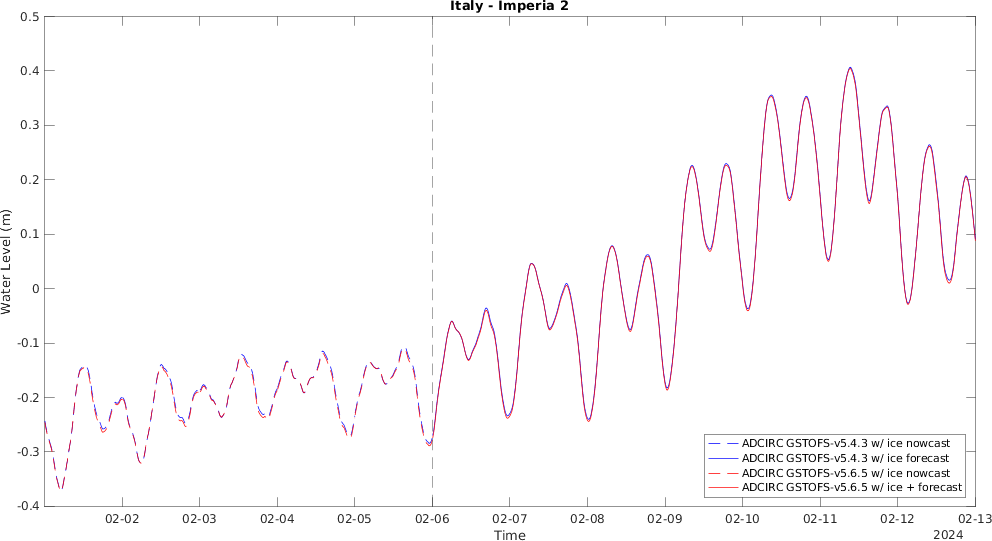 Italy - Imperia 2
Water Level (m)
0.5
0.4
0.3
0.2
0.1
0
-0.1
-0.2
-0.3
-0.4
ADCIRC GSTOFS-v5.4.3 w/ ice nowcast
ADCIRC GSTOFS-v5.4.3 w/ ice forecast
ADCIRC GSTOFS-v5.6.5 w/ ice nowcast
ADCIRC GSTOFS-v5.6.5 w/ ice + forecast
02-02 02-03 02-04 02-05 02-06 02-07 02-08 02-09 02-10 02-11 02-12 02-13
Time
2024